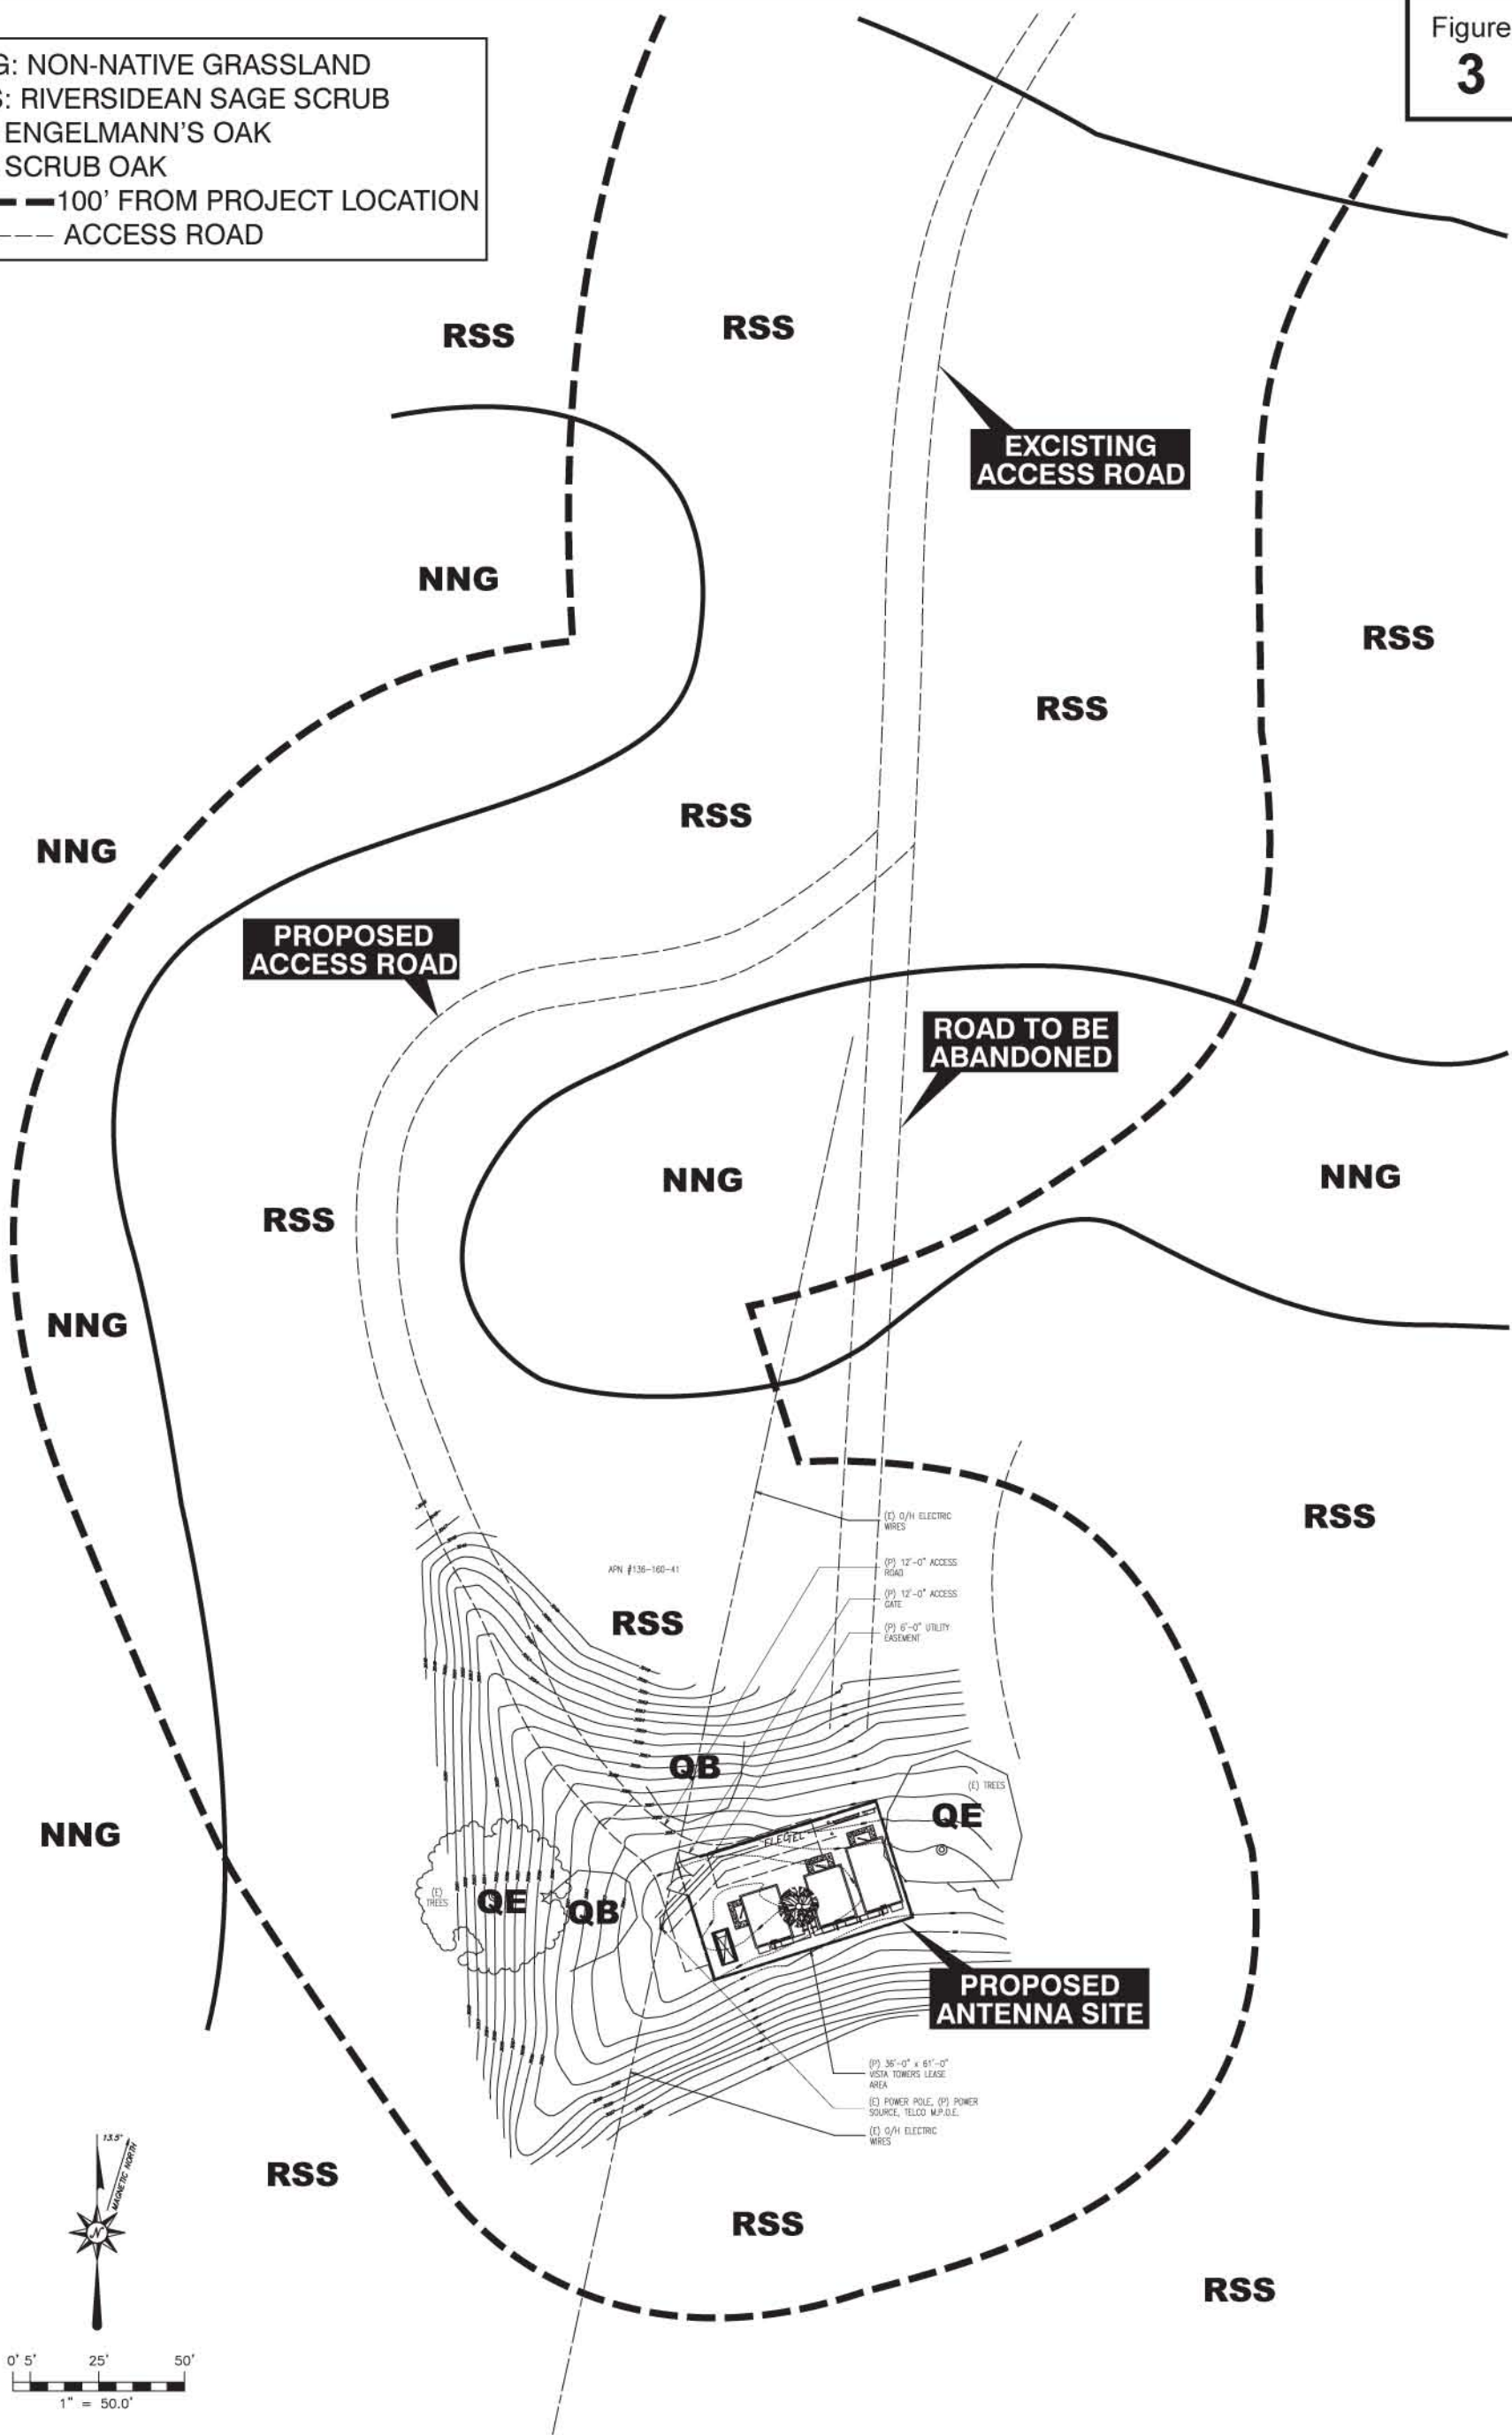 Figure
3
G: NON-NATIVE GRASSLAND
S: RIVERSIDEAN SAGE SCRUB
ENGELMANN'S OAK
SCRUB OAK
100' FROM PROJECT LOCATION
ACCESS ROAD
RSS
RSS
EXCISTING
ACCESS ROAD
NNG
RSS
RSS
RSS
NNG
PROPOSED
ACCESS ROAD
ROAD TO BE
ABANDONED
NNG
NNG
RSS
NNG
RSS
(E) O/H ELECTRIC
WIRES
APN #136-160-41
(P) 12'-0" ACCESS
ROAD
(P) 12'-0" ACCESS
GATE
RSS
(P) 6'-0" UTILITY
EASEMENT
QB
(E) TREES
QE
NNG
(E)
TREES
QE
QB
PROPOSED
ANTENNA SITE
(P) 36'-0" x 61'-0"
VISTA TOWERS LEASE
AREA
(E) POWER POLE, (P) POWER
SOURCE, TELCO M.P.O.E.
(E) O/H ELECTRIC
WIRES
13.5°
MAGNETIC NORTH
N
RSS
RSS
RSS
0' 5' 25' 50'
1" = 50.0'